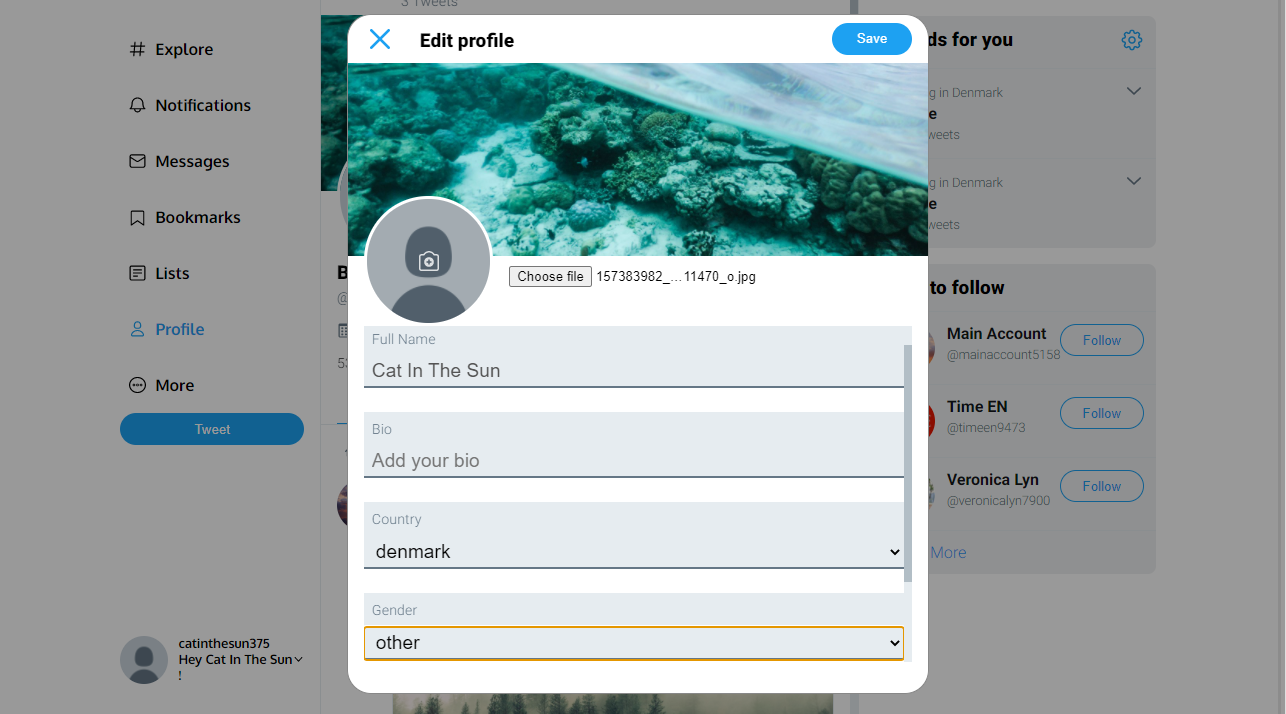 3 Tweets
Explore
Notifications
Messages
Bookmarks
Lists
Profile
More
Tweet
catinthesun375
Hey Cat In The Sun
!
Edit profile
Save
Choose file 157383982_...11470_o.jpg
Full Name
Cat In The Sun
Bio
Add your bio
Country
denmark
Gender
other
ds for you
g in Denmark
e
weets
g in Denmark
e
weets
to follow
Main Account
@mainaccount5158
Follow
Time EN
@timeen9473
Follow
Veronica Lyn
@veronicalyn7900
Follow
More